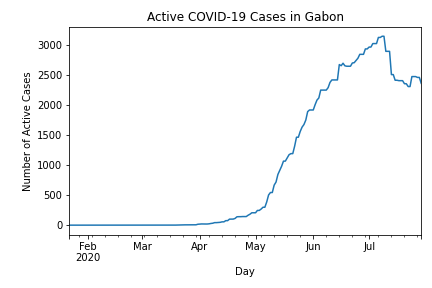 Active COVID-19 Cases in Gabon
Number of Active Cases
3000
2500
2000
1500
1000
500
0
Feb Mar Apr May Jun Jul
2020
Day